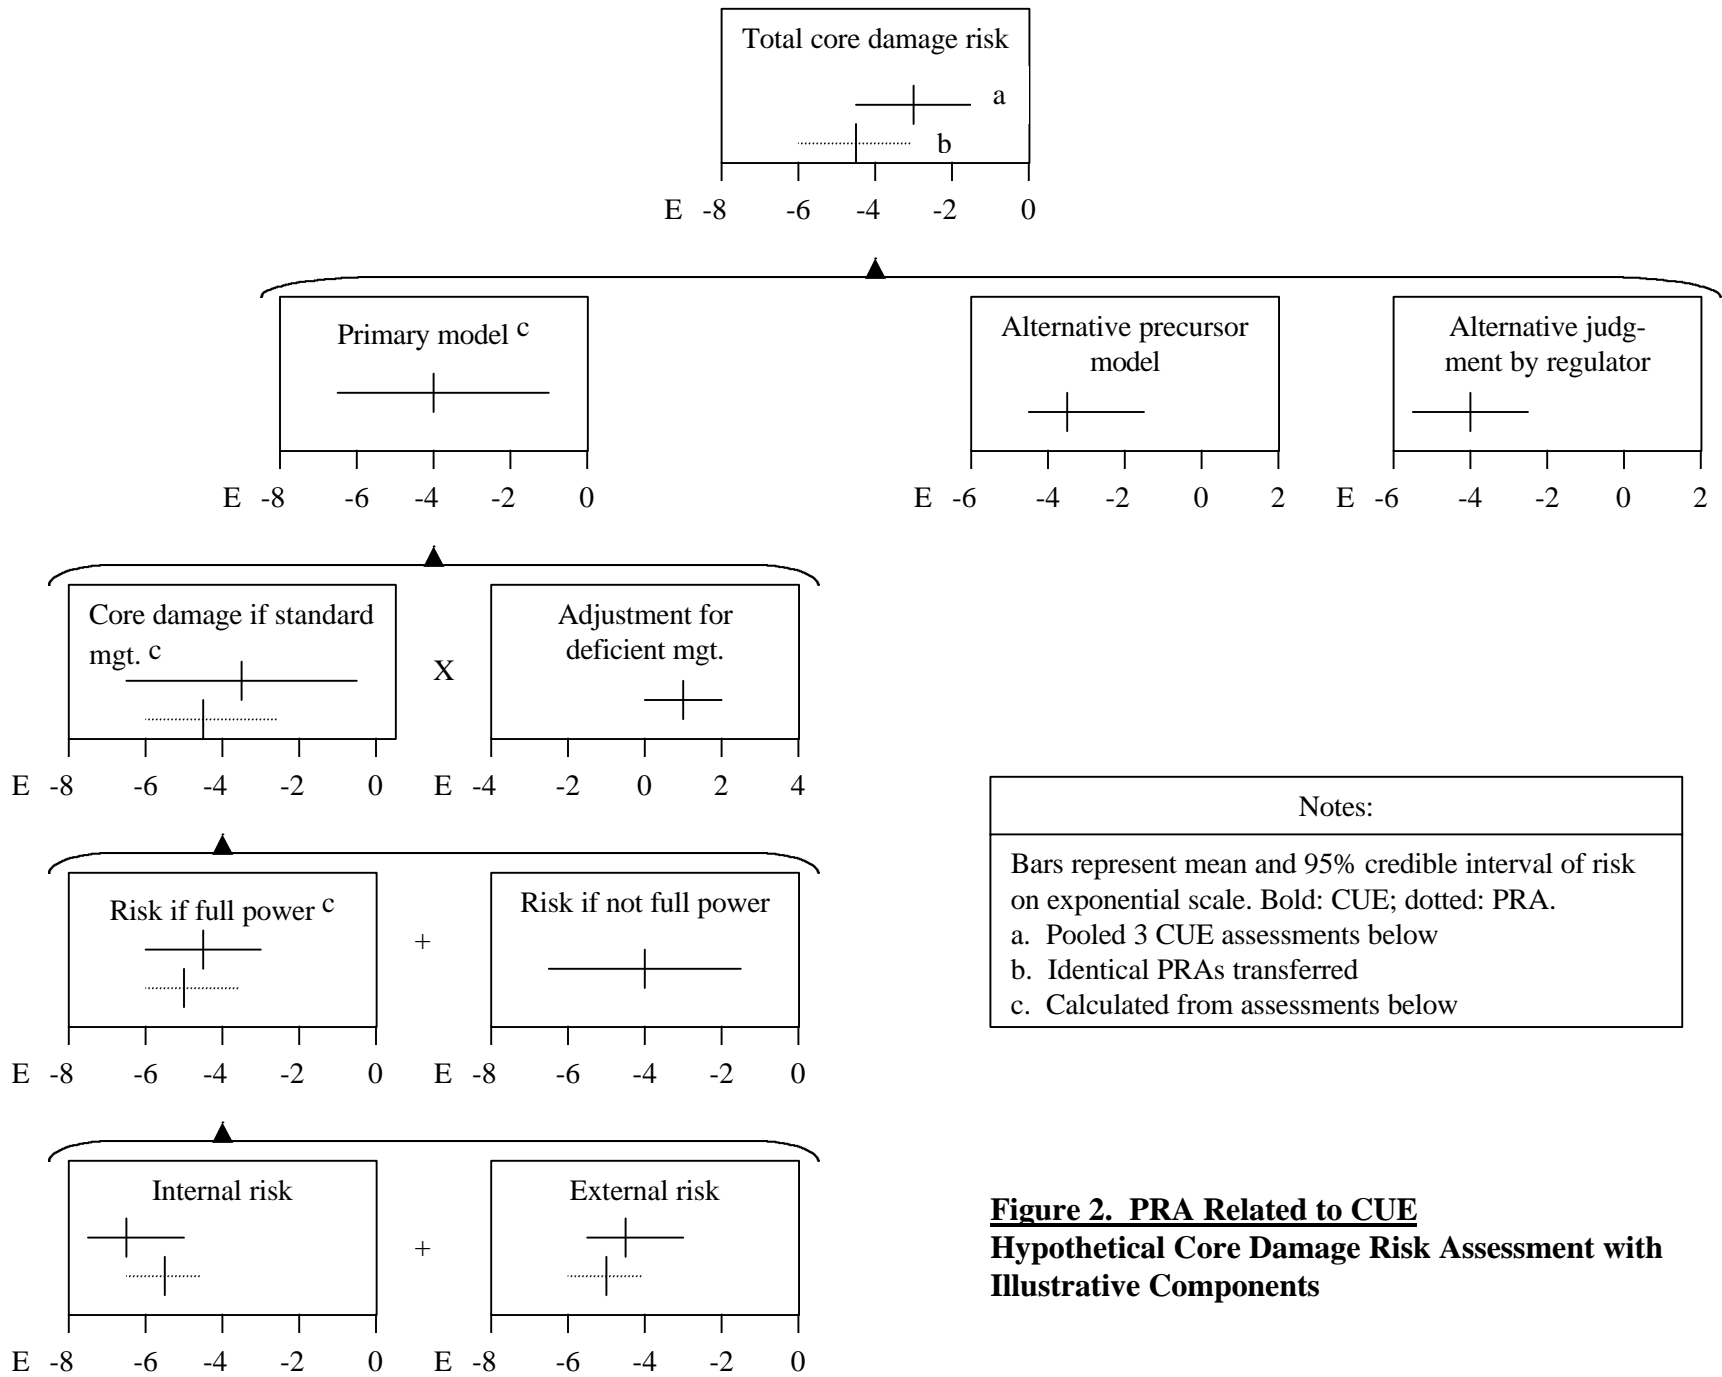 Total core damage risk
a
b
E -8 -6 -4 -2 0
Primary model c
E -8 -6 -4 -2 0
Alternative precursor
model
E -6 -4 -2 0 2
Alternative judg-
ment by regulator
E -6 -4 -2 0 2
Core damage if standard
mgt. c
E -8 -6 -4 -2 0
X
Adjustment for
deficient mgt.
E -4 -2 0 2 4
Risk if full power c
E -8 -6 -4 -2 0
+
Risk if not full power
E -8 -6 -4 -2 0
Internal risk
E -8 -6 -4 -2 0
+
External risk
E -8 -6 -4 -2 0
Notes:
Bars represent mean and 95% credible interval of risk
on exponential scale. Bold: CUE; dotted: PRA.
a. Pooled 3 CUE assessments below
b. Identical PRAs transferred
c. Calculated from assessments below
Figure 2. PRA Related to CUE
Hypothetical Core Damage Risk Assessment with
Illustrative Components